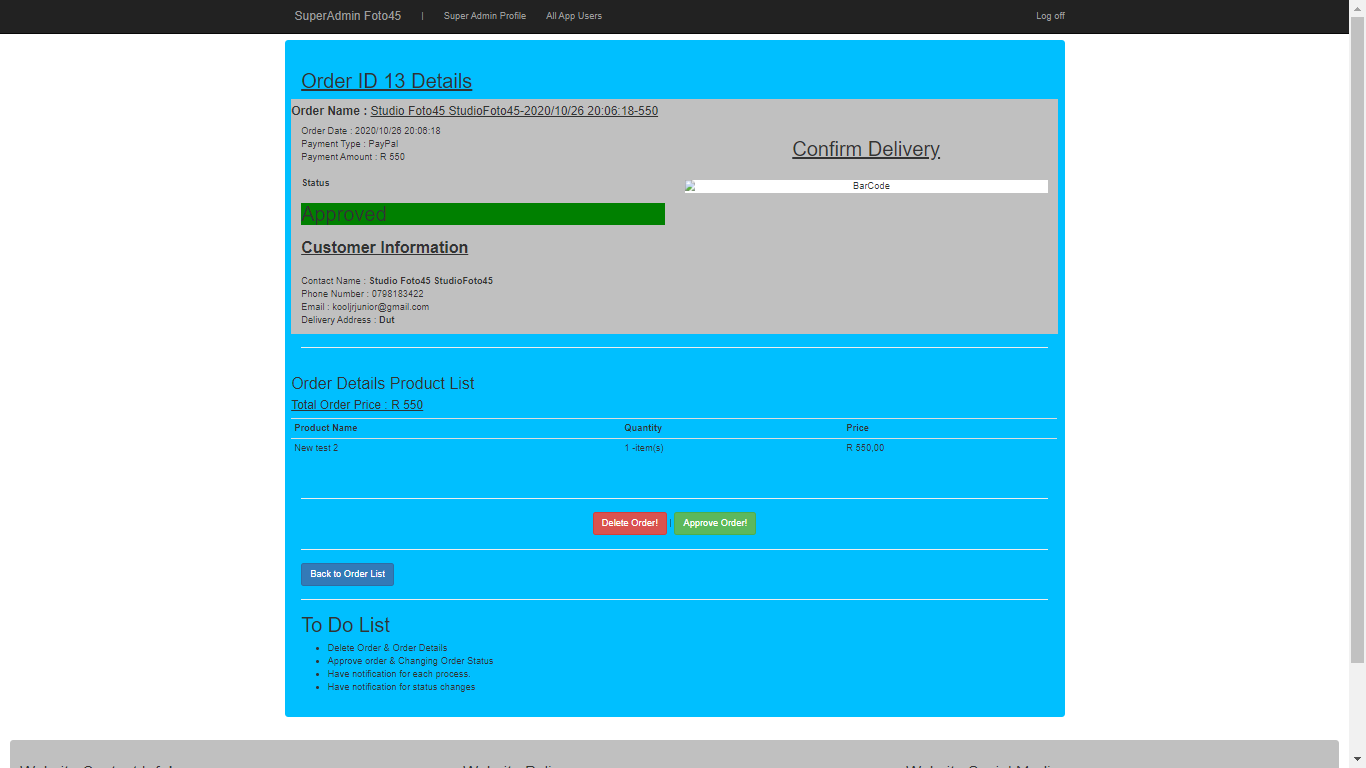 SuperAdmin Foto45 | Super Admin Profile All App Users Log off
Order ID 13 Details
Order Name : Studio Foto45 StudioFoto45-2020/10/26 20:06:18-550
Order Date : 2020/10/26 20:06:18
Payment Type : PayPal
Payment Amount : R 550
Confirm Delivery
Status
BarCode
Approved
Customer Information
Contact Name : Studio Foto45 StudioFoto45
Phone Number : 0798183422
Email : kooljrjunior@gmail.com
Delivery Address : Dut
Order Details Product List
Total Order Price : R 550
Product Name Quantity Price
New test 2 1 -item(s) R 550,00
Delete Order! | Approve Order!
Back to Order List
To Do List
Delete Order & Order Details
Approve order & Changing Order Status
Have notification for each process.
Have notification for status changes